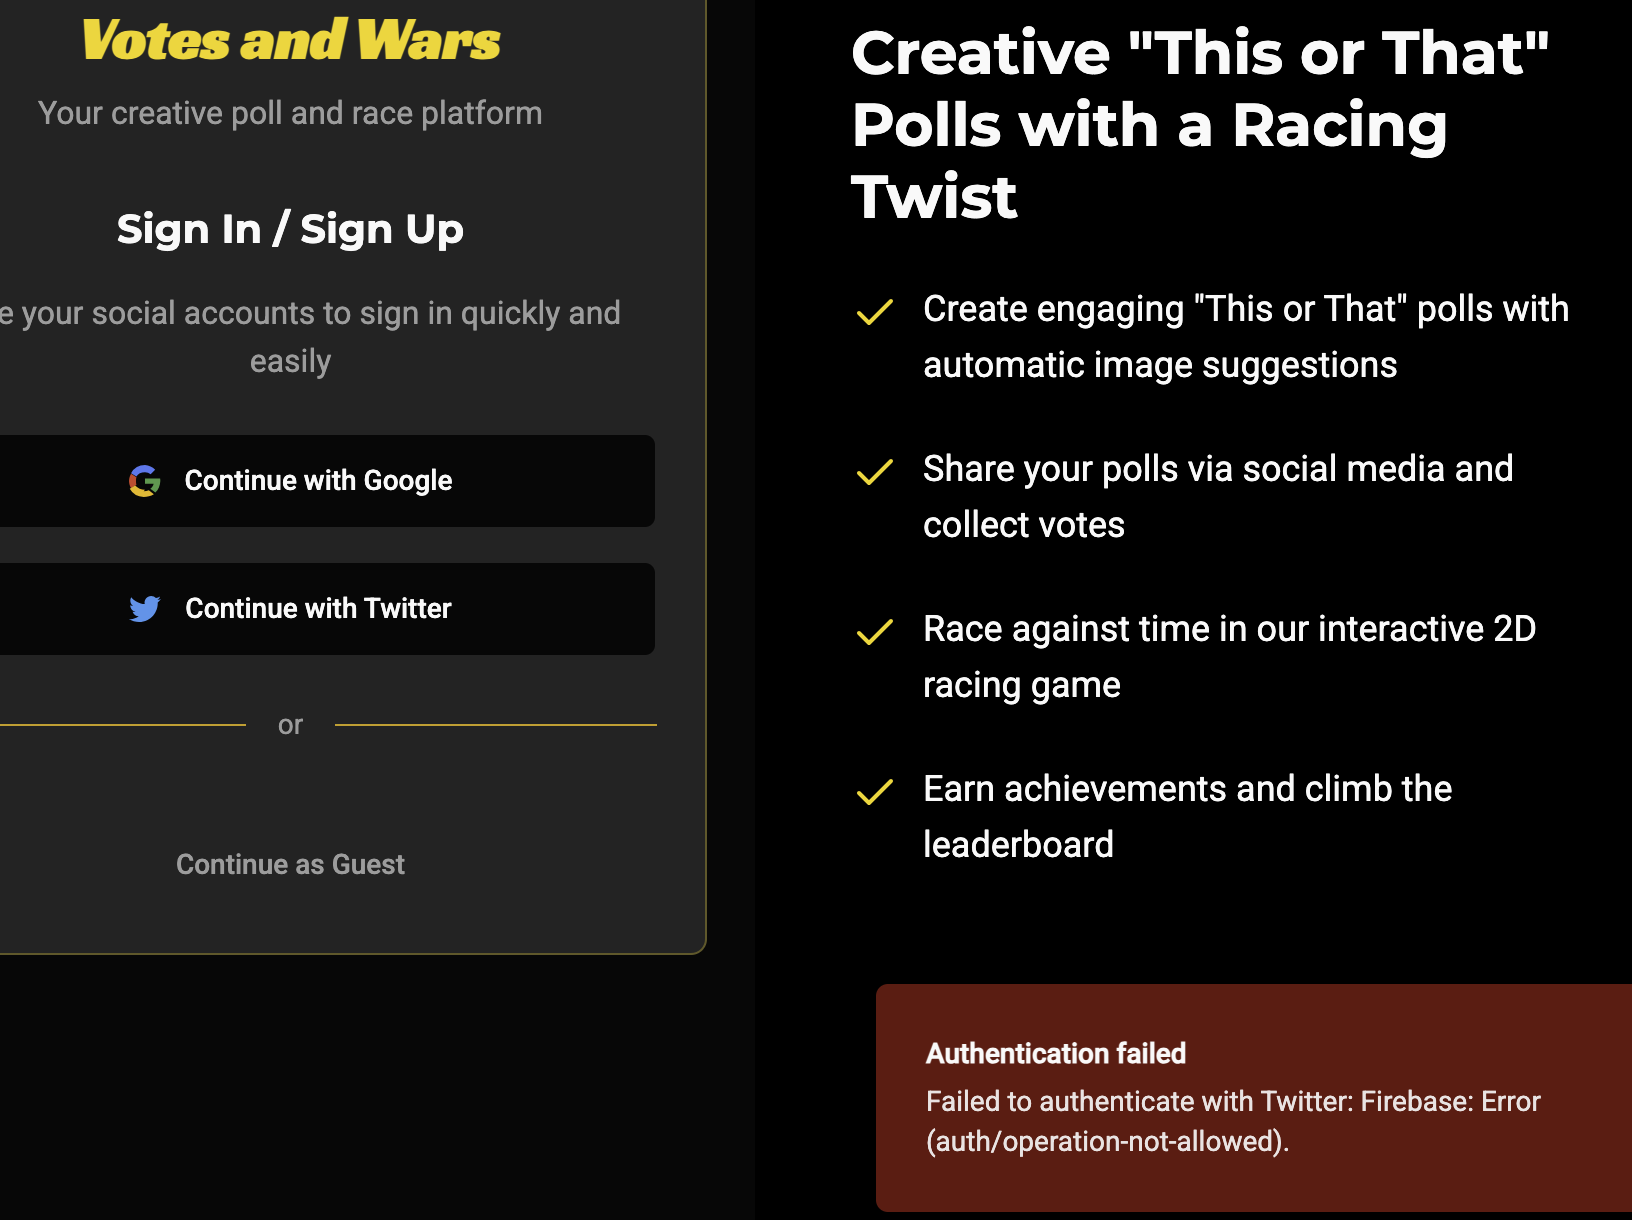 Votes and Wars
Your creative poll and race platform
Sign In / Sign Up
e your social accounts to sign in quickly and
easily
Continue with Google
Continue with Twitter
or
Continue as Guest
Creative "This or That"
Polls with a Racing
Twist
Create engaging "This or That" polls with
automatic image suggestions
Share your polls via social media and
collect votes
Race against time in our interactive 2D
racing game
Earn achievements and climb the
leaderboard
Authentication failed
Failed to authenticate with Twitter: Firebase: Error
(auth/operation-not-allowed).